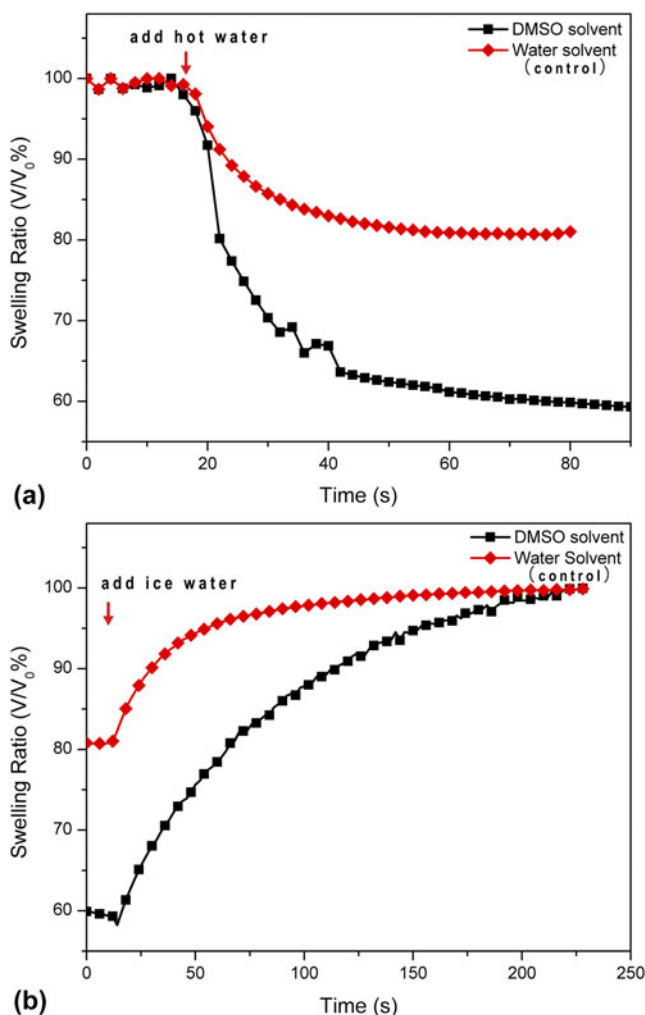 DMSO solvent
Water solvent
(control)
add hot water
100
90
80
70
60
Swelling Ratio (V/V₀%)
0 20 40 60 80
Time (s)
(a)
DMSO solvent
Water Solvent
(control)
add ice water
100
90
80
70
60
Swelling Ratio (V/V₀%)
0 50 100 150 200 250
Time (s)
(b)